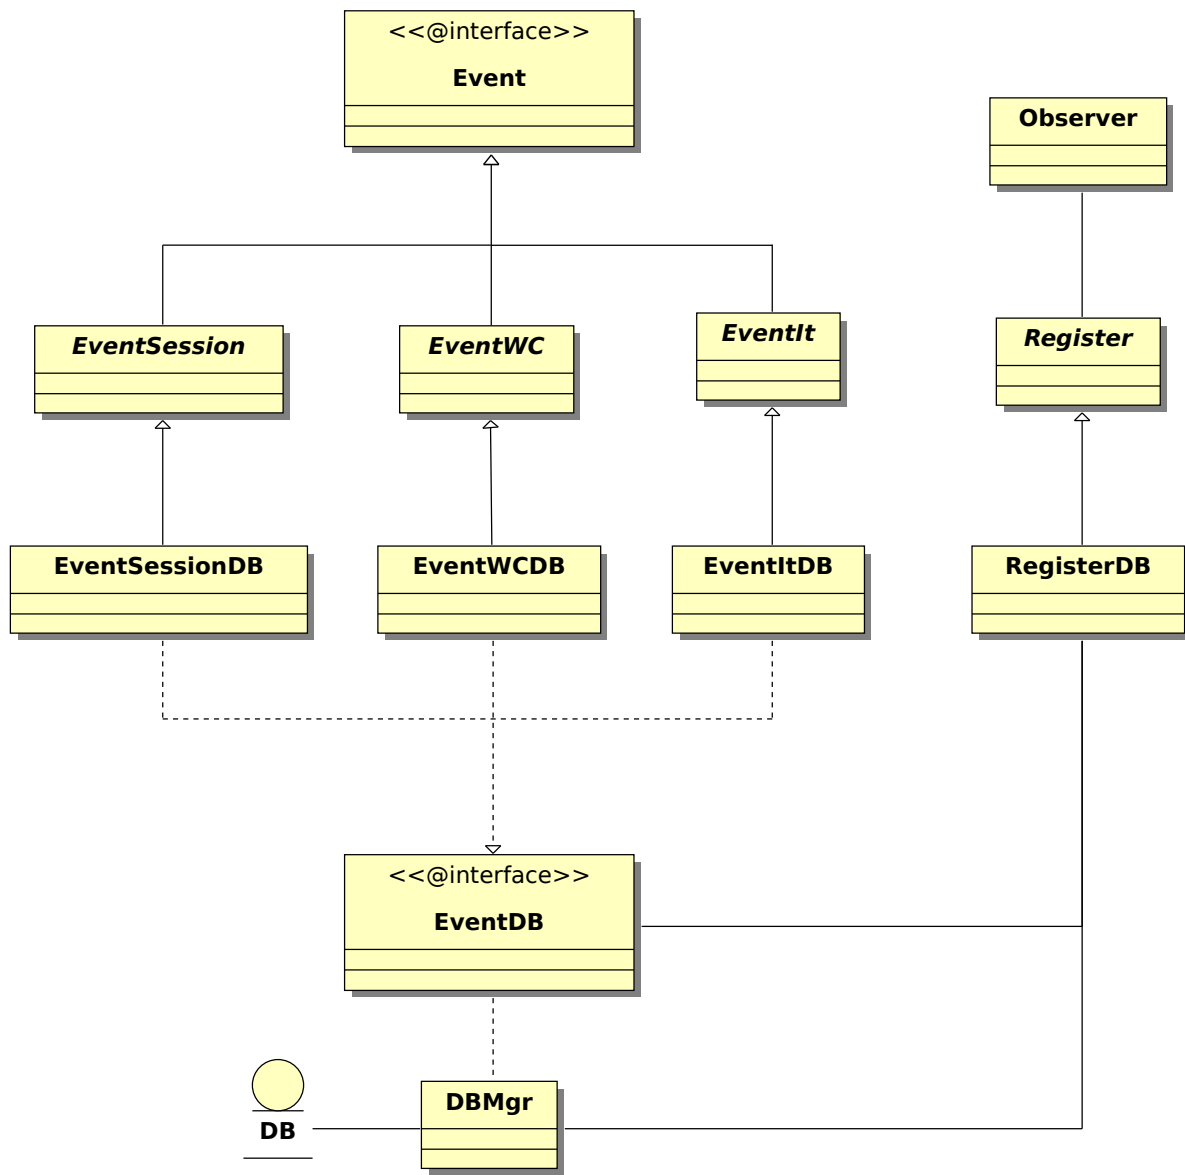 <<@interface>>
Event
Observer
EventSession
EventWC
EventIt
Register
EventSessionDB
EventWCDB
EventItDB
RegisterDB
<<@interface>>
EventDB
DBMgr
DB